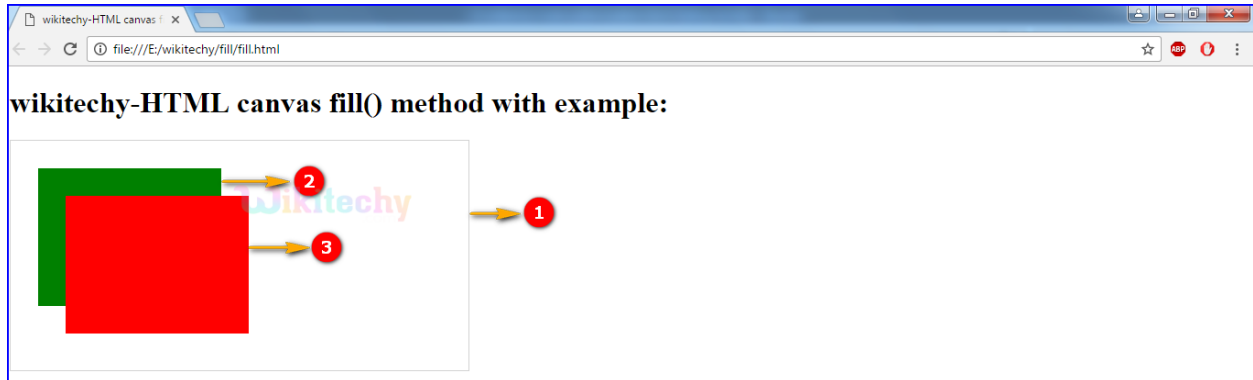 wikitechy-HTML canvas f
file:///E:/wikitechy/fill/fill.html
ABP
wikitechy-HTML canvas fill() method with example:
2
Wikitechy
1
3